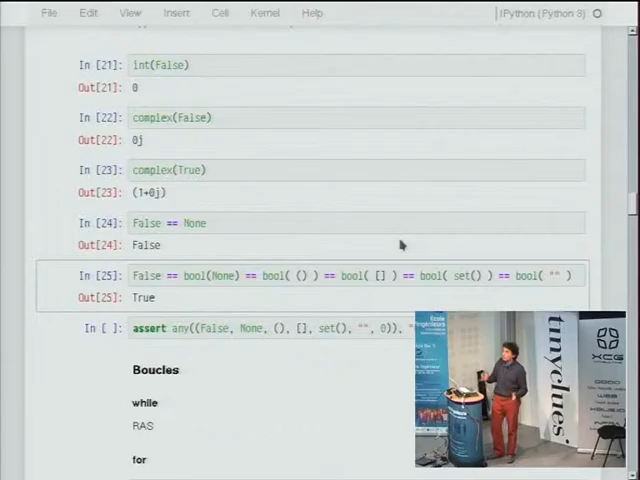 File Edit View Insert Cell Kernel Help IPython (Python 3)
In [21]: int(False)
Out[21]: 0
In [22]: complex(False)
Out[22]: 0j
In [23]: complex(True)
Out[23]: (1+0j)
In [24]: False == None
Out[24]: False
In [25]: False == bool(None) == bool( () ) == bool( [] ) == bool( set() ) == bool( "" )
Out[25]: True
In [ ]: assert any((False, None, (), [], set(), "", 0)), "
Boucles
while
RAS
for
tinyclues
XCG